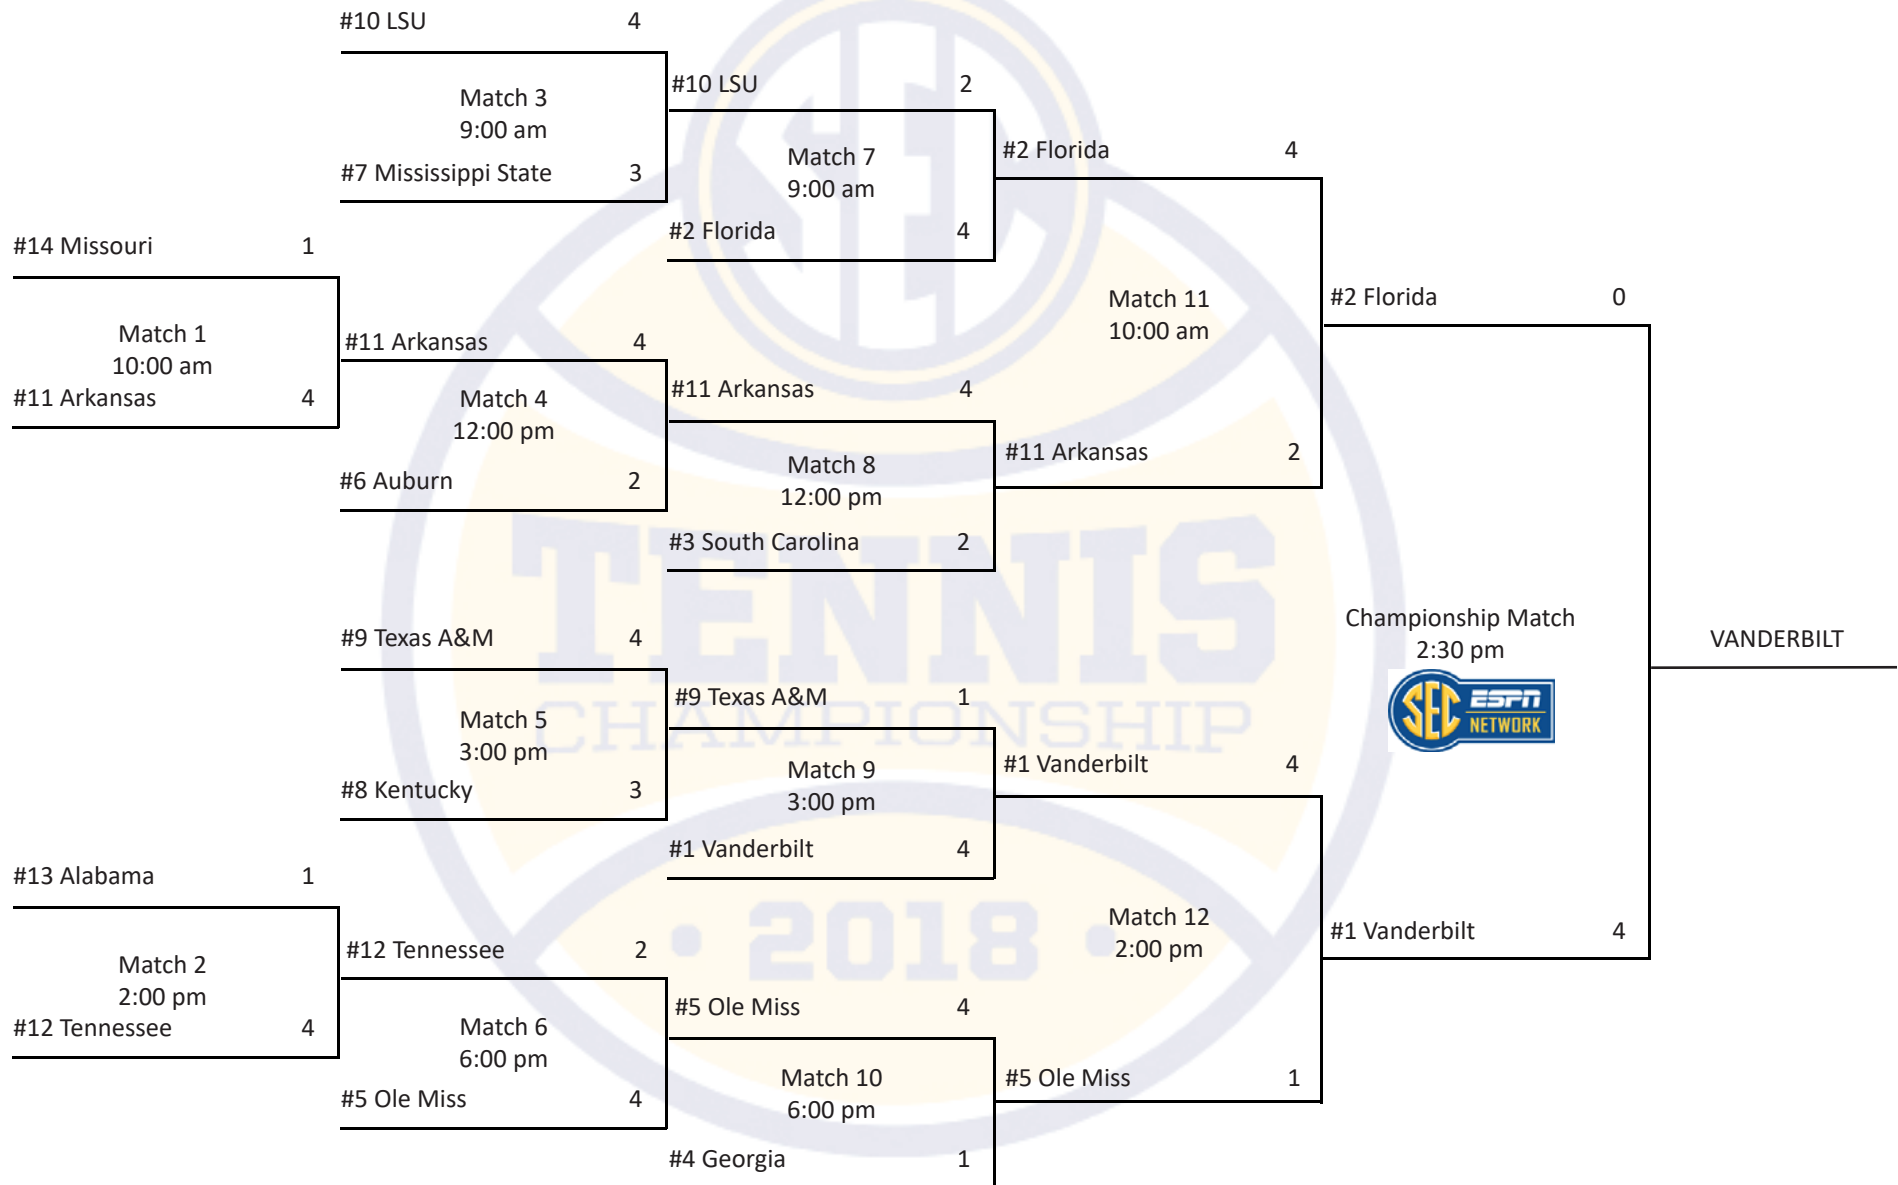 #10 LSU 4
Match 3
9:00 am
#7 Mississippi State 3
#14 Missouri 1
Match 1
10:00 am
#11 Arkansas 4
#11 Arkansas 4
Match 4
12:00 pm
#6 Auburn 2
#9 Texas A&M 4
Match 5
3:00 pm
#8 Kentucky 3
#13 Alabama 1
Match 2
2:00 pm
#12 Tennessee 4
#12 Tennessee 2
Match 6
6:00 pm
#5 Ole Miss 4
#10 LSU 2
Match 7
9:00 am
#2 Florida 4
#11 Arkansas 4
Match 8
12:00 pm
#3 South Carolina 2
#9 Texas A&M 1
Match 9
3:00 pm
#1 Vanderbilt 4
#5 Ole Miss 4
Match 10
6:00 pm
#4 Georgia 1
#2 Florida 4
Match 11
10:00 am
#11 Arkansas 2
#1 Vanderbilt 4
Match 12
2:00 pm
#5 Ole Miss 1
#2 Florida 0
Championship Match
2:30 pm
SEC ESPN
NETWORK
#1 Vanderbilt 4
VANDERBILT
SEC
TENNIS
CHAMPIONSHIP
• 2018 •